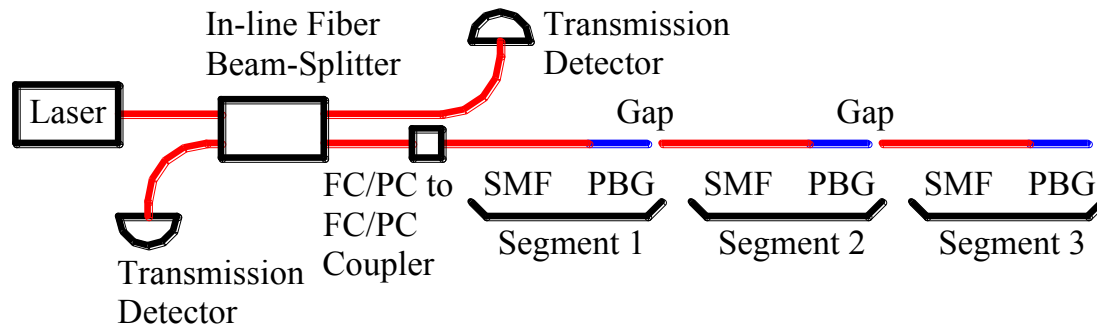 In-line Fiber
Beam-Splitter
Transmission
Detector
Laser
Gap
Gap
FC/PC to
FC/PC
Coupler
SMF
PBG
SMF
PBG
SMF
PBG
Segment 1
Segment 2
Segment 3
Transmission
Detector